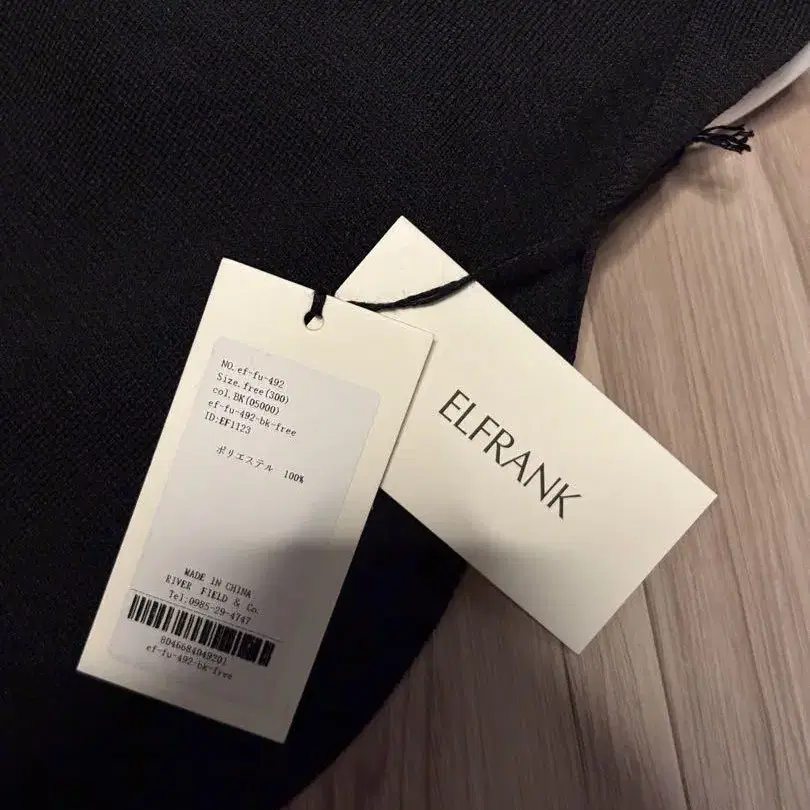 NO.ef-fu-492
Size.free(300)
col.BK(05000)
ef-fu-492-bk-free
ID:EF1123
ポリエステル 100%
MADE IN CHINA
RIVER FIELD & Co.
Tel:0985-29-4747
8046684049201
ef-fu-492-bk-free
ELFRANK